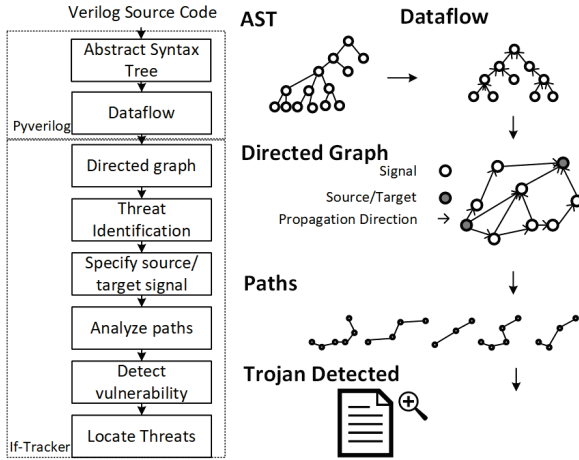 Verilog Source Code
Abstract Syntax
Tree
Dataflow
Pyverilog
Directed graph
Threat
Identification
Specify source/
target signal
Analyze paths
Detect
vulnerability
Locate Threats
If-Tracker
AST
Dataflow
Directed Graph
Signal
Source/Target
Propagation Direction
Paths
Trojan Detected